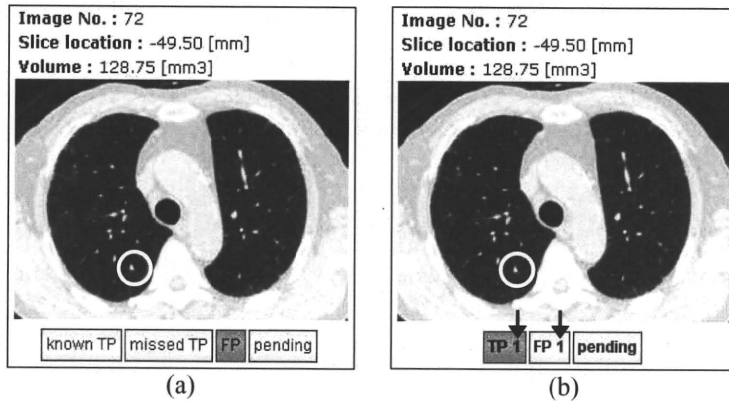 Image No. : 72
Slice location : -49.50 [mm]
Volume : 128.75 [mm3]
known TP missed TP FP pending
(a)
Image No. : 72
Slice location : -49.50 [mm]
Volume : 128.75 [mm3]
TP 1 FP 1 pending
(b)